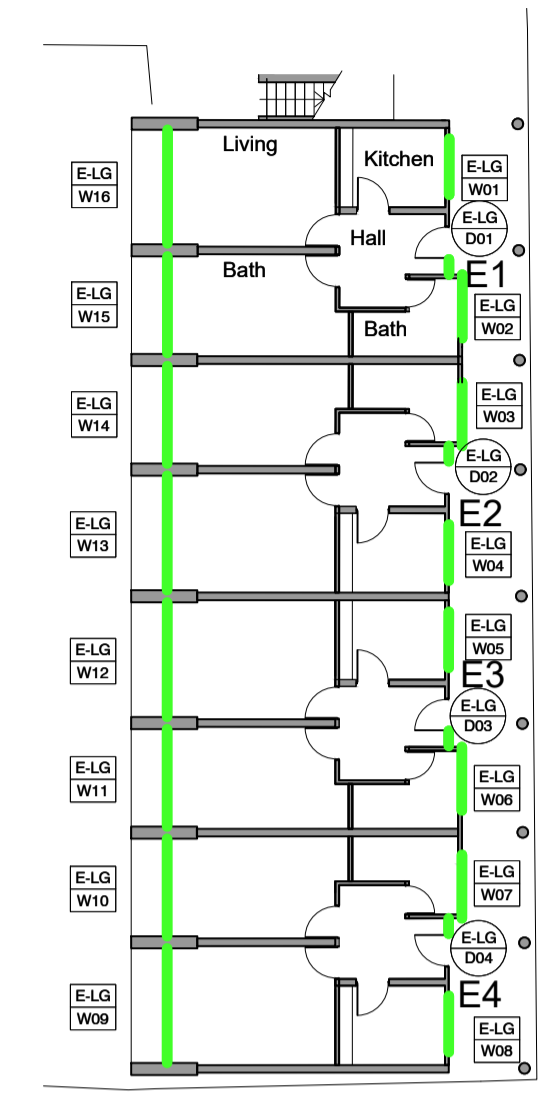 Living
Kitchen
E-LG
W16
E-LG
W01
E-LG
D01
Hall
Bath
E1
E-LG
W15
E-LG
W02
Bath
E-LG
W14
E-LG
W03
E-LG
D02
E2
E-LG
W13
E-LG
W04
E-LG
W12
E-LG
W05
E3
E-LG
D03
E-LG
W11
E-LG
W06
E-LG
W10
E-LG
W07
E-LG
D04
E4
E-LG
W09
E-LG
W08